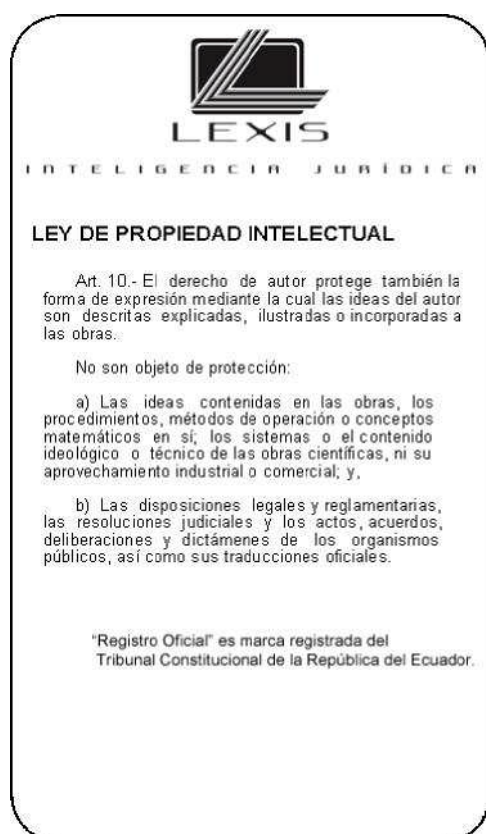 LEXIS
INTELIGENCIA JURÍDICA
LEY DE PROPIEDAD INTELECTUAL
Art. 10.- El derecho de autor protege también la
forma de expresión mediante la cual las ideas del autor
son descritas explicadas, ilustradas o incorporadas a
las obras.
No son objeto de protección:
a) Las ideas contenidas en las obras, los
procedimientos, métodos de operación o conceptos
matemáticos en sí; los sistemas o el contenido
ideológico o técnico de las obras científicas, ni su
aprovechamiento industrial o comercial; y,
b) Las disposiciones legales y reglamentarias,
las resoluciones judiciales y los actos, acuerdos,
deliberaciones y dictámenes de los organismos
públicos, así como sus traducciones oficiales.
"Registro Oficial" es marca registrada del
Tribunal Constitucional de la República del Ecuador.